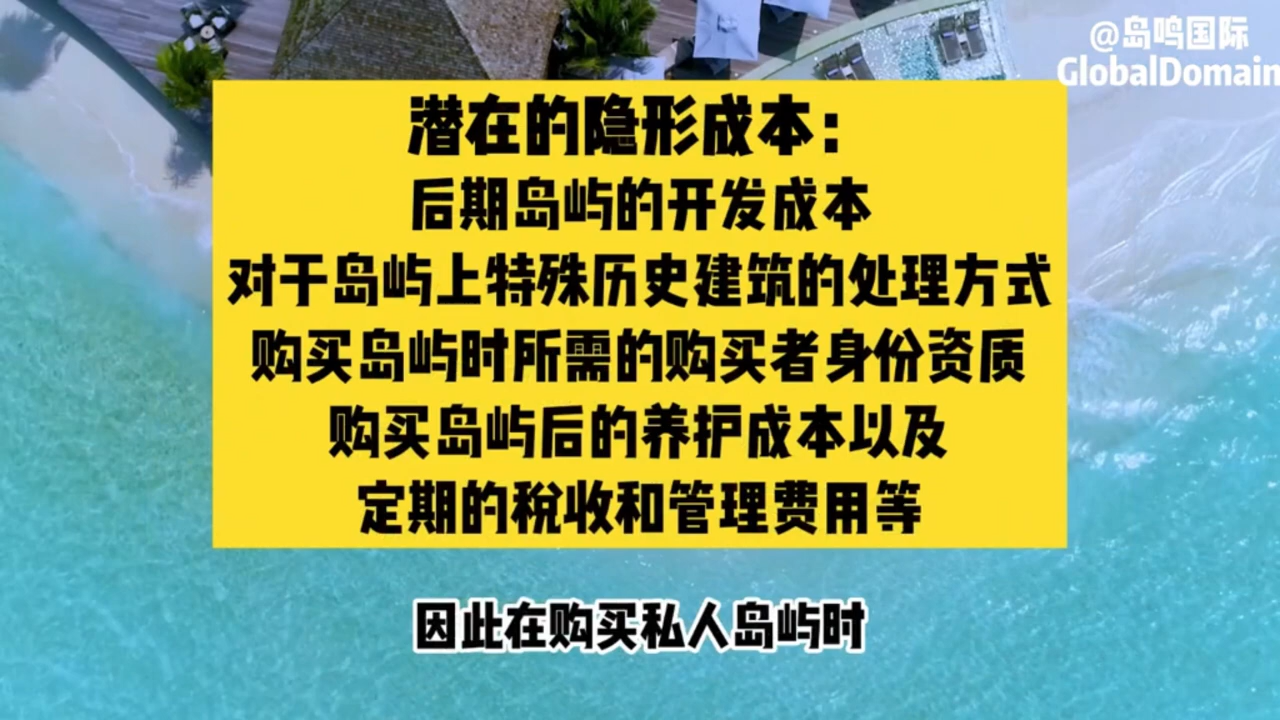 @岛鸣国际
GlobalDomain
潜在的隐形成本：
后期岛屿的开发成本
对于岛屿上特殊历史建筑的处理方式
购买岛屿时所需的购买者身份资质
购买岛屿后的养护成本以及
定期的税收和管理费用等
因此在购买私人岛屿时